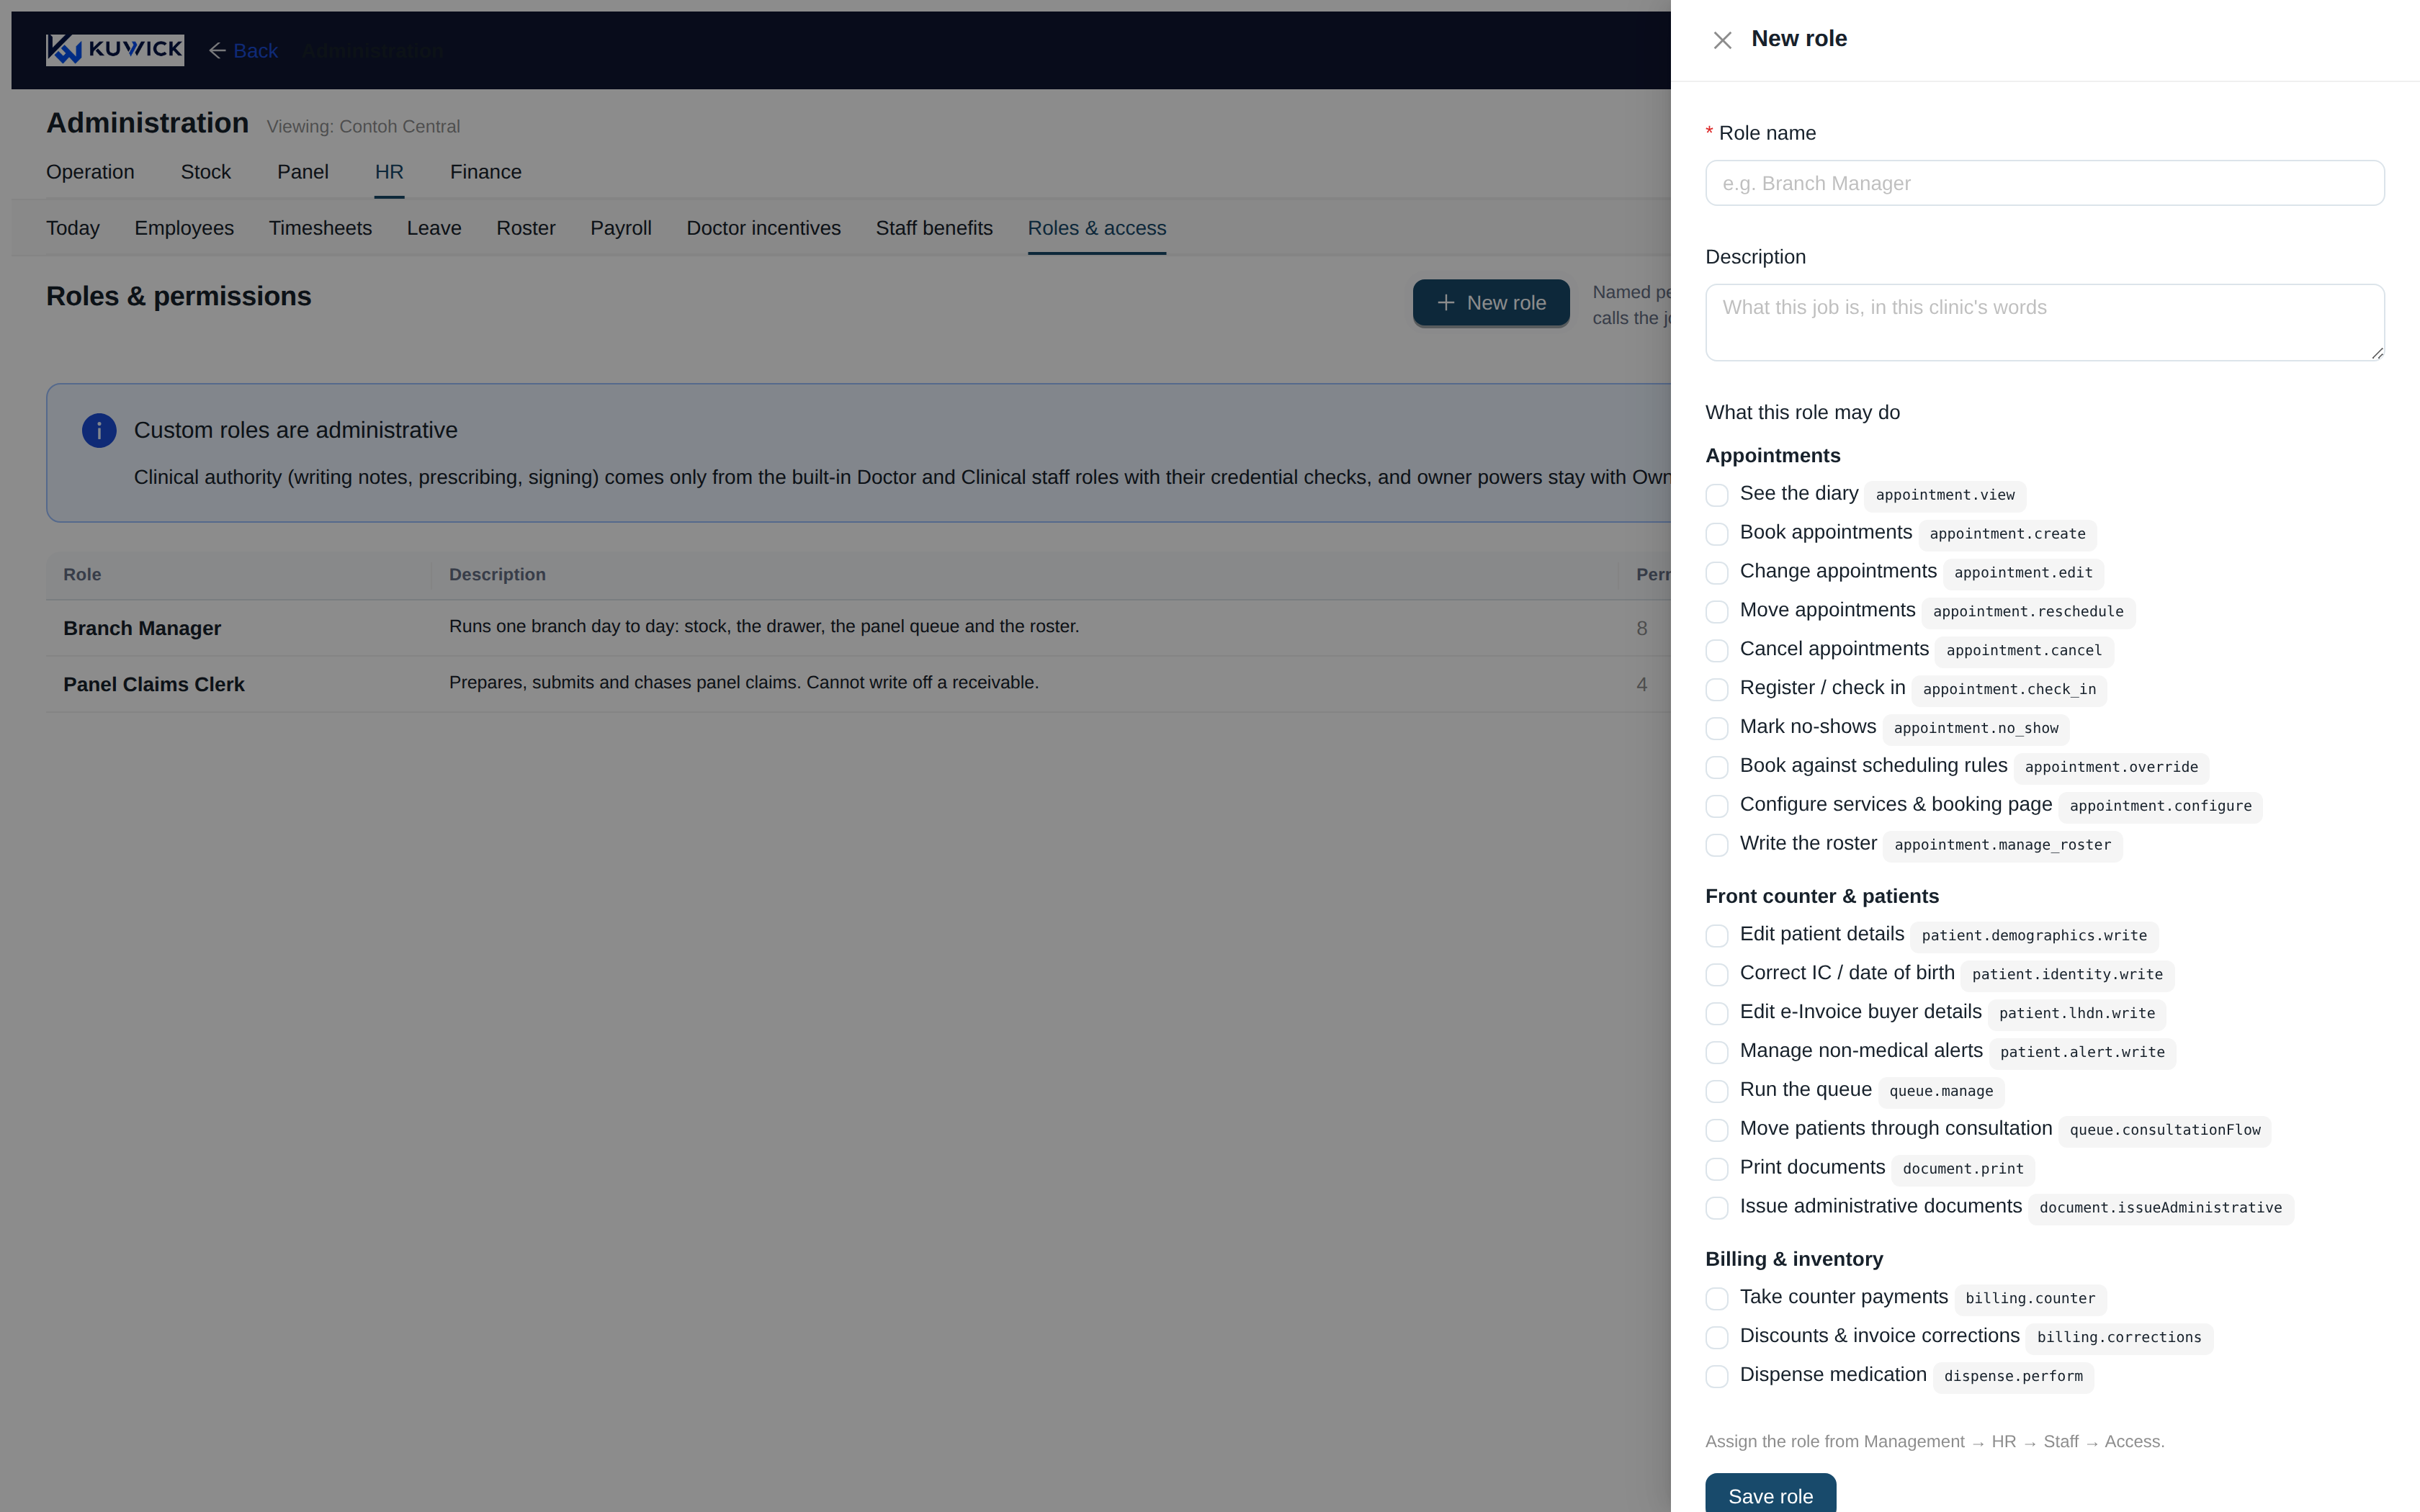 KUWICK
Back
Administration
Administration
Viewing: Contoh Central
Operation
Stock
Panel
HR
Finance
Today
Employees
Timesheets
Leave
Roster
Payroll
Doctor incentives
Staff benefits
Roles & access
Roles & permissions
New role
Named pe
calls the j
Custom roles are administrative
Clinical authority (writing notes, prescribing, signing) comes only from the built-in Doctor and Clinical staff roles with their credential checks, and owner powers stay with Own
Role
Description
Perr
Branch Manager
Runs one branch day to day: stock, the drawer, the panel queue and the roster.
8
Panel Claims Clerk
Prepares, submits and chases panel claims. Cannot write off a receivable.
4
New role
* Role name
e.g. Branch Manager
Description
What this job is, in this clinic's words
What this role may do
Appointments
See the diary appointment.view
Book appointments appointment.create
Change appointments appointment.edit
Move appointments appointment.reschedule
Cancel appointments appointment.cancel
Register / check in appointment.check_in
Mark no-shows appointment.no_show
Book against scheduling rules appointment.override
Configure services & booking page appointment.configure
Write the roster appointment.manage_roster
Front counter & patients
Edit patient details patient.demographics.write
Correct IC / date of birth patient.identity.write
Edit e-Invoice buyer details patient.lhdn.write
Manage non-medical alerts patient.alert.write
Run the queue queue.manage
Move patients through consultation queue.consultationFlow
Print documents document.print
Issue administrative documents document.issueAdministrative
Billing & inventory
Take counter payments billing.counter
Discounts & invoice corrections billing.corrections
Dispense medication dispense.perform
Assign the role from Management → HR → Staff → Access.
Save role